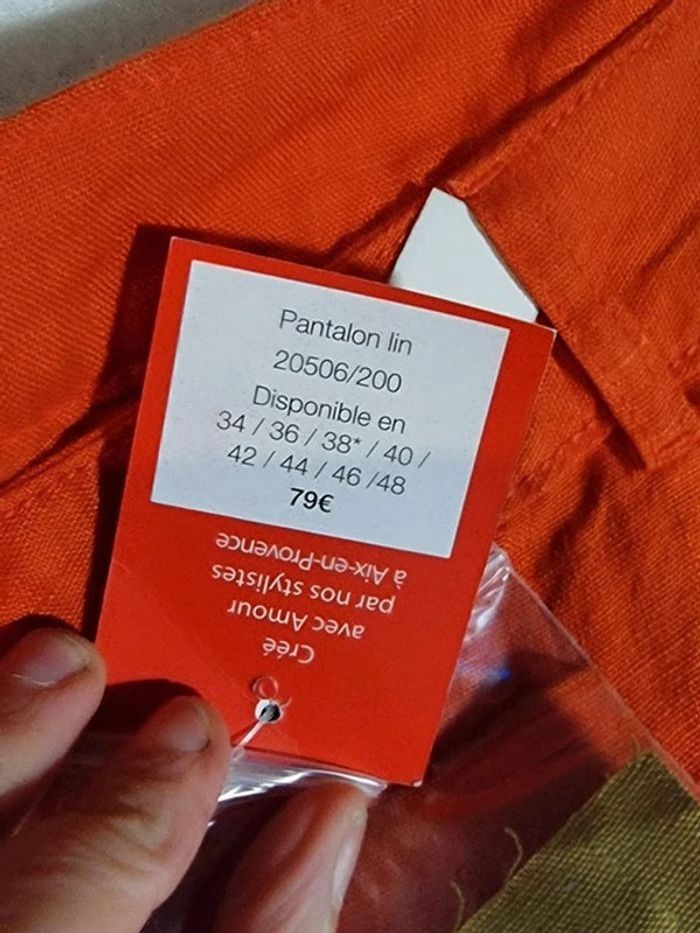 Pantalon lin
20506/200
Disponible en
34 / 36 / 38* / 40 /
42 / 44 / 46 /48
79€
Créé
avec Amour
par nos stylistes
à Aix-en-Provence